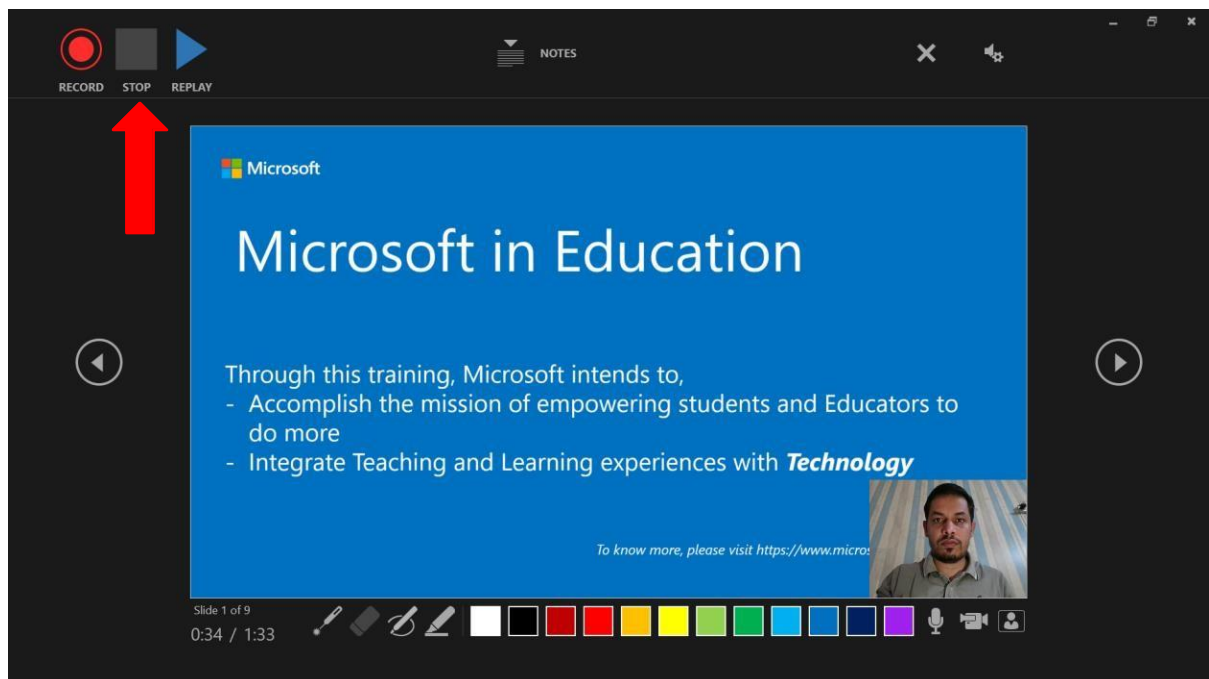 NOTES
RECORD STOP REPLAY
Microsoft
Microsoft in Education
Through this training, Microsoft intends to,
- Accomplish the mission of empowering students and Educators to
do more
- Integrate Teaching and Learning experiences with Technology
To know more, please visit https://www.micros
Slide 1 of 9
0:34 / 1:33